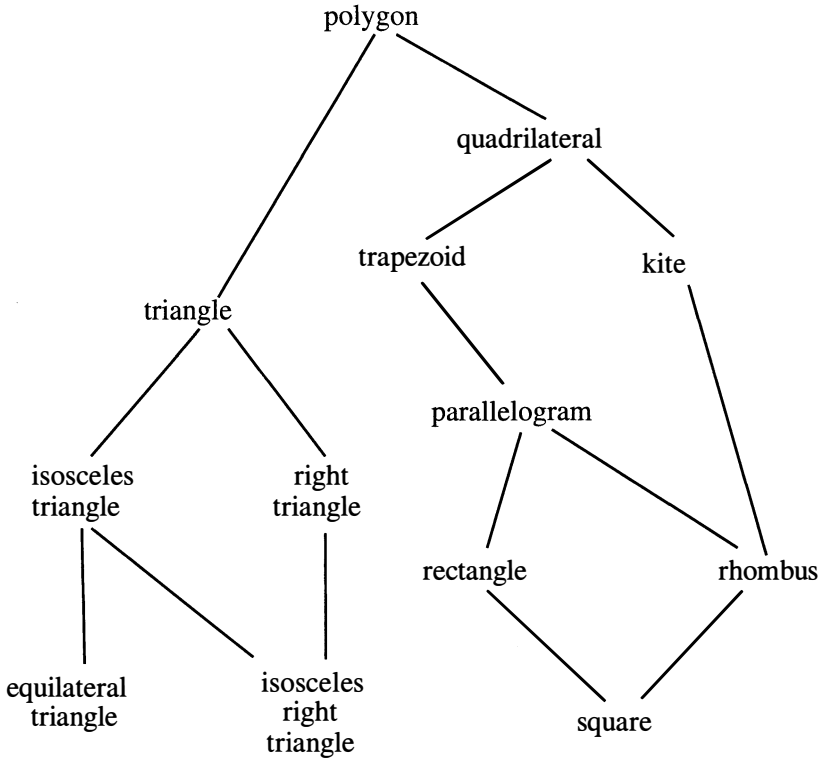 polygon
quadrilateral
trapezoid
kite
triangle
parallelogram
isosceles
triangle
right
triangle
rectangle
rhombus
equilateral
triangle
isosceles
right
triangle
square